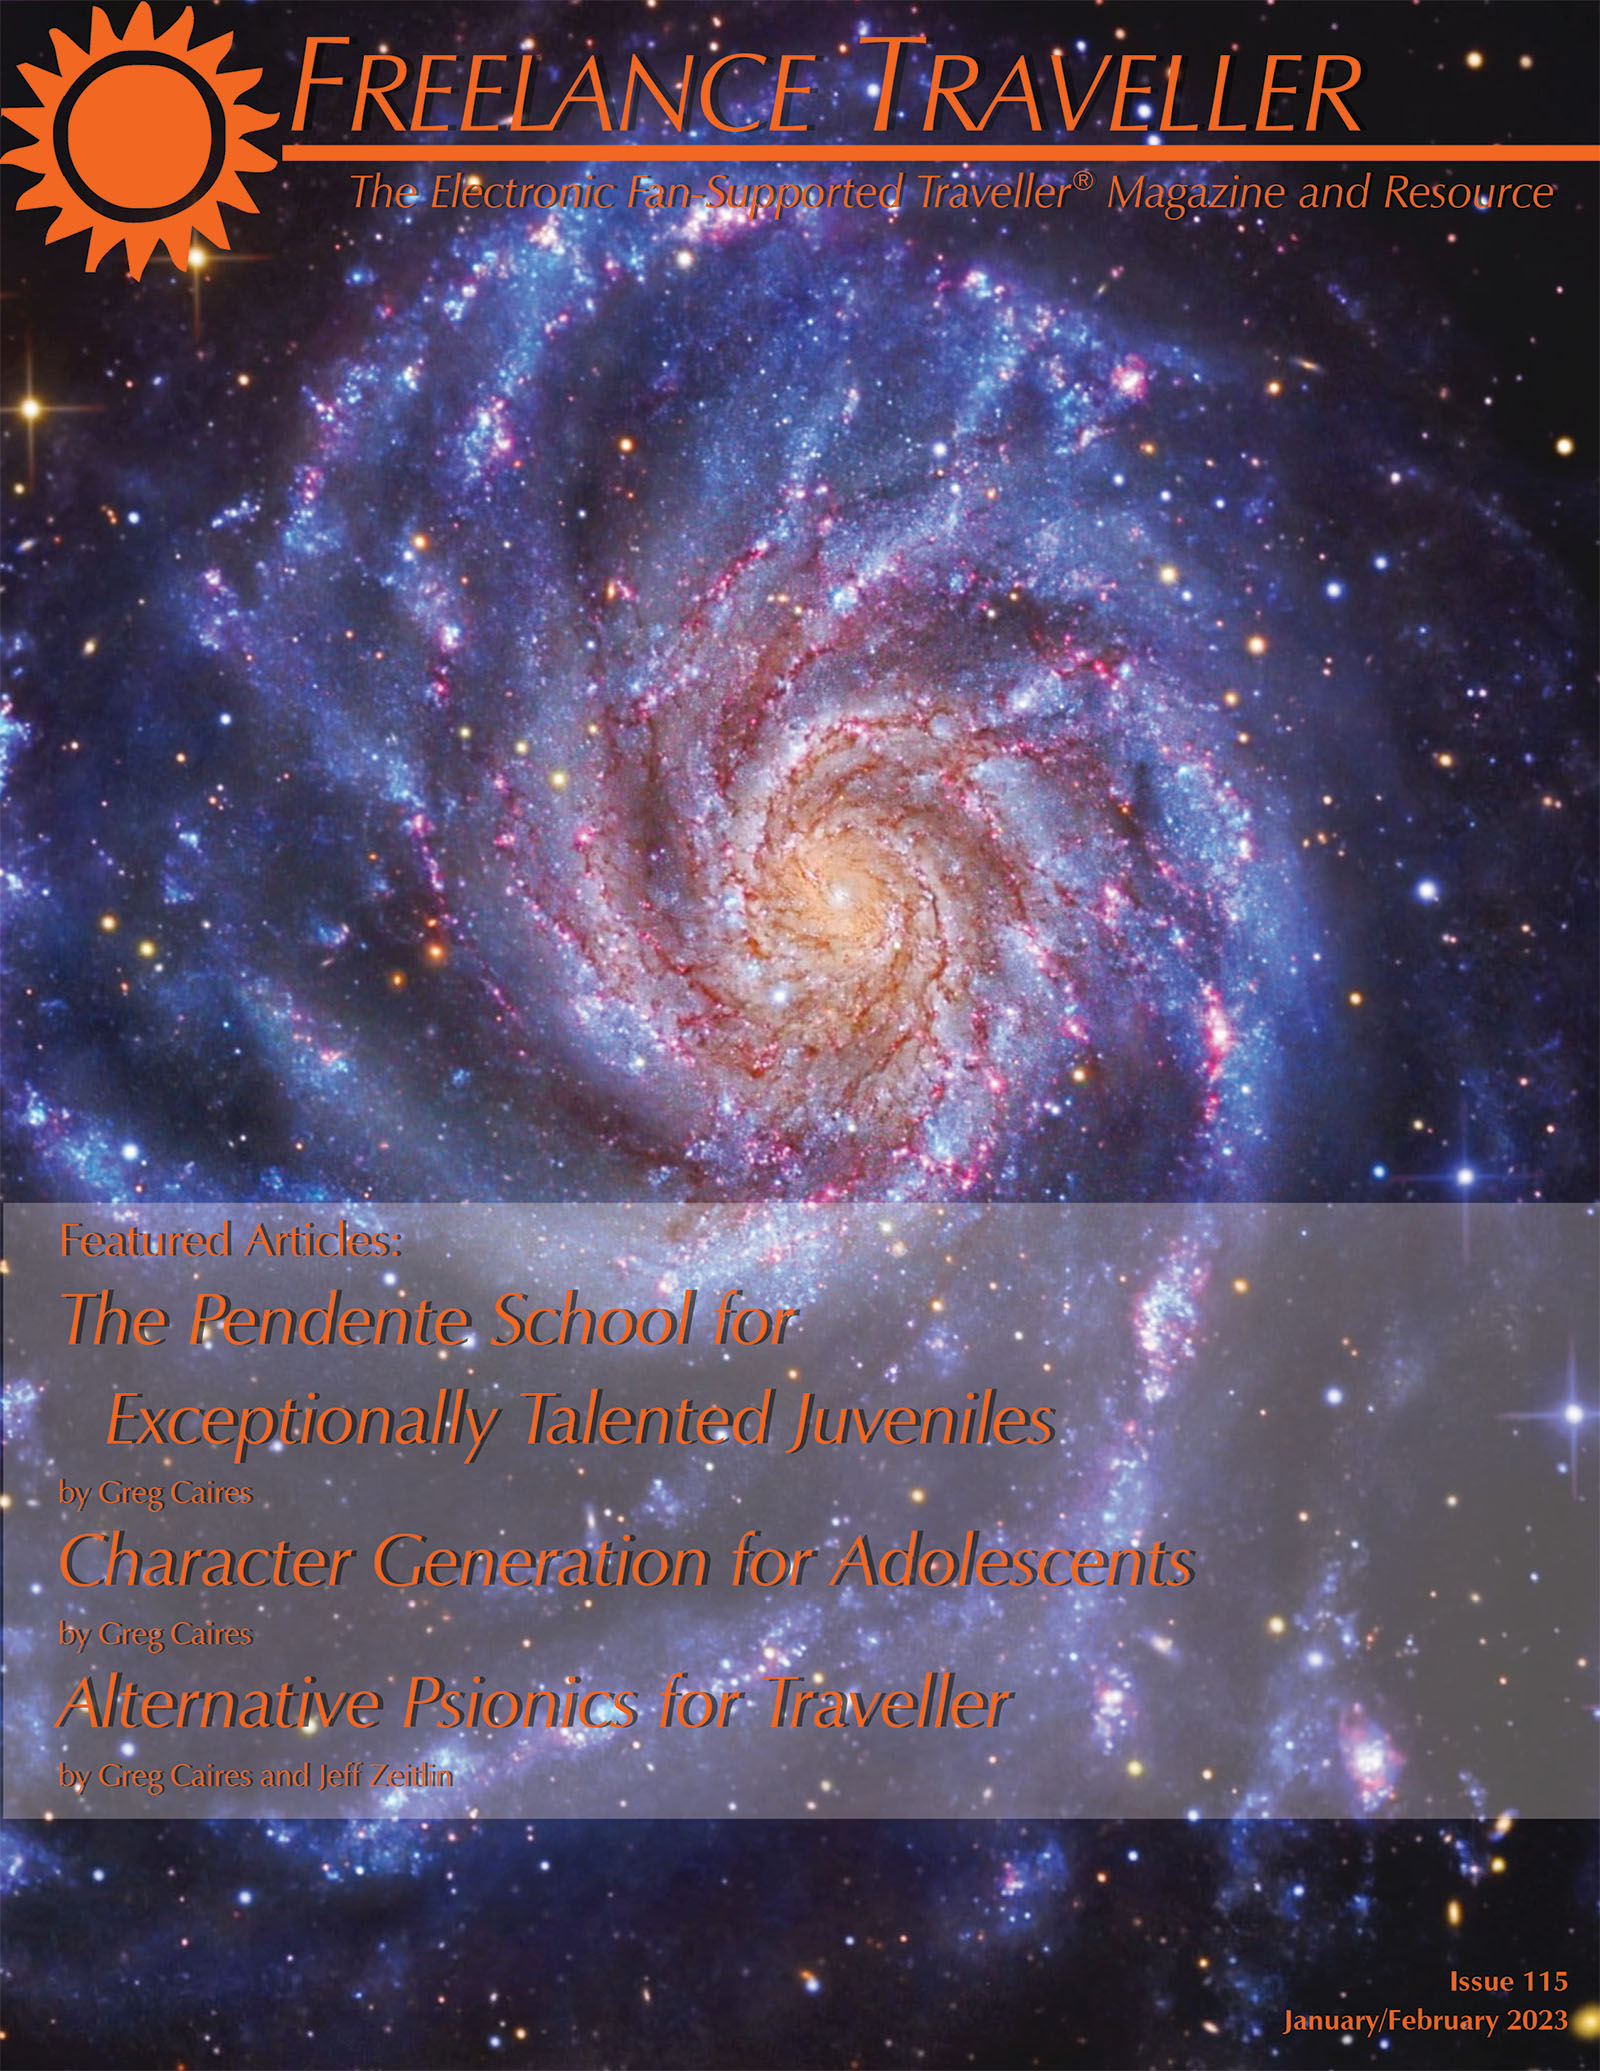 FREELANCE TRAVELLER
The Electronic Fan-Supported Traveller® Magazine and Resource
Featured Articles:
The Pendente School for
Exceptionally Talented Juveniles
by Greg Caires
Character Generation for Adolescents
by Greg Caires
Alternative Psionics for Traveller
by Greg Caires and Jeff Zeitlin
Issue 115
January/February 2023